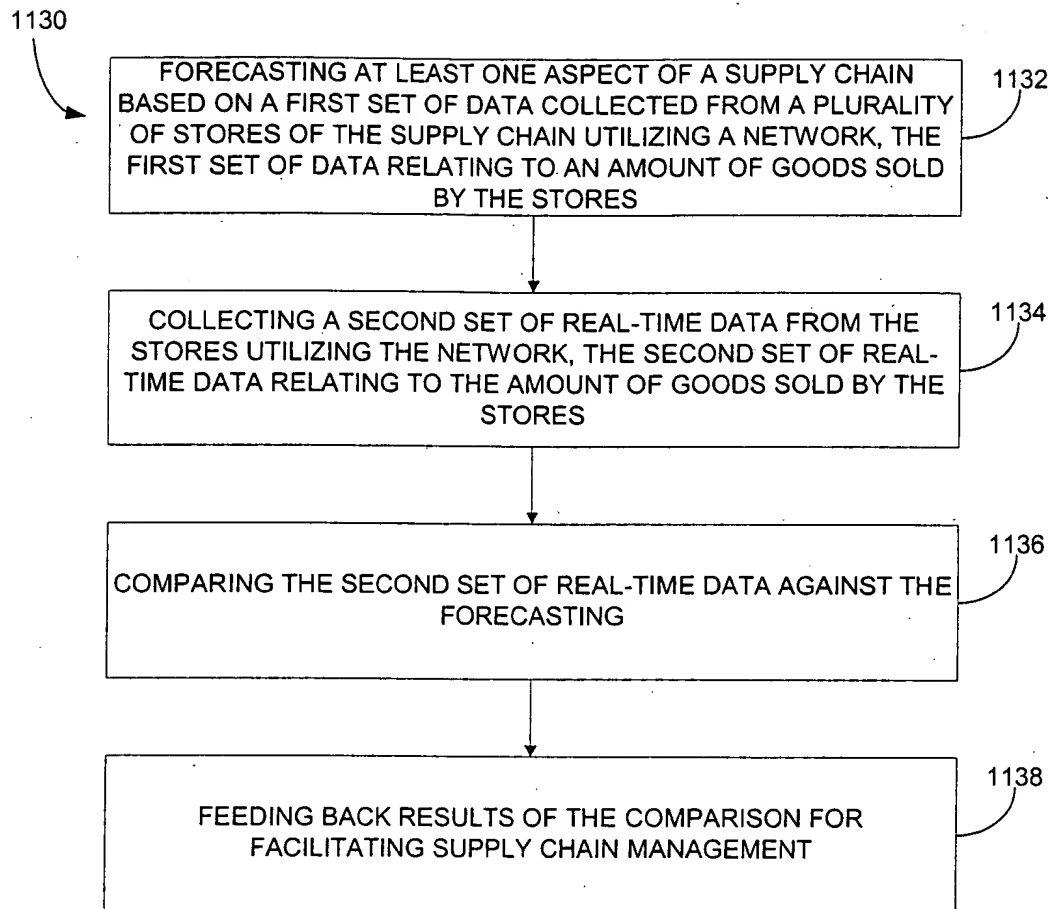 1130
FORECASTING AT LEAST ONE ASPECT OF A SUPPLY CHAIN
BASED ON A FIRST SET OF DATA COLLECTED FROM A PLURALITY
OF STORES OF THE SUPPLY CHAIN UTILIZING A NETWORK, THE
FIRST SET OF DATA RELATING TO AN AMOUNT OF GOODS SOLD
BY THE STORES
1132
COLLECTING A SECOND SET OF REAL-TIME DATA FROM THE
STORES UTILIZING THE NETWORK, THE SECOND SET OF REAL-
TIME DATA RELATING TO THE AMOUNT OF GOODS SOLD BY THE
STORES
1134
COMPARING THE SECOND SET OF REAL-TIME DATA AGAINST THE
FORECASTING
1136
FEEDING BACK RESULTS OF THE COMPARISON FOR
FACILITATING SUPPLY CHAIN MANAGEMENT
1138